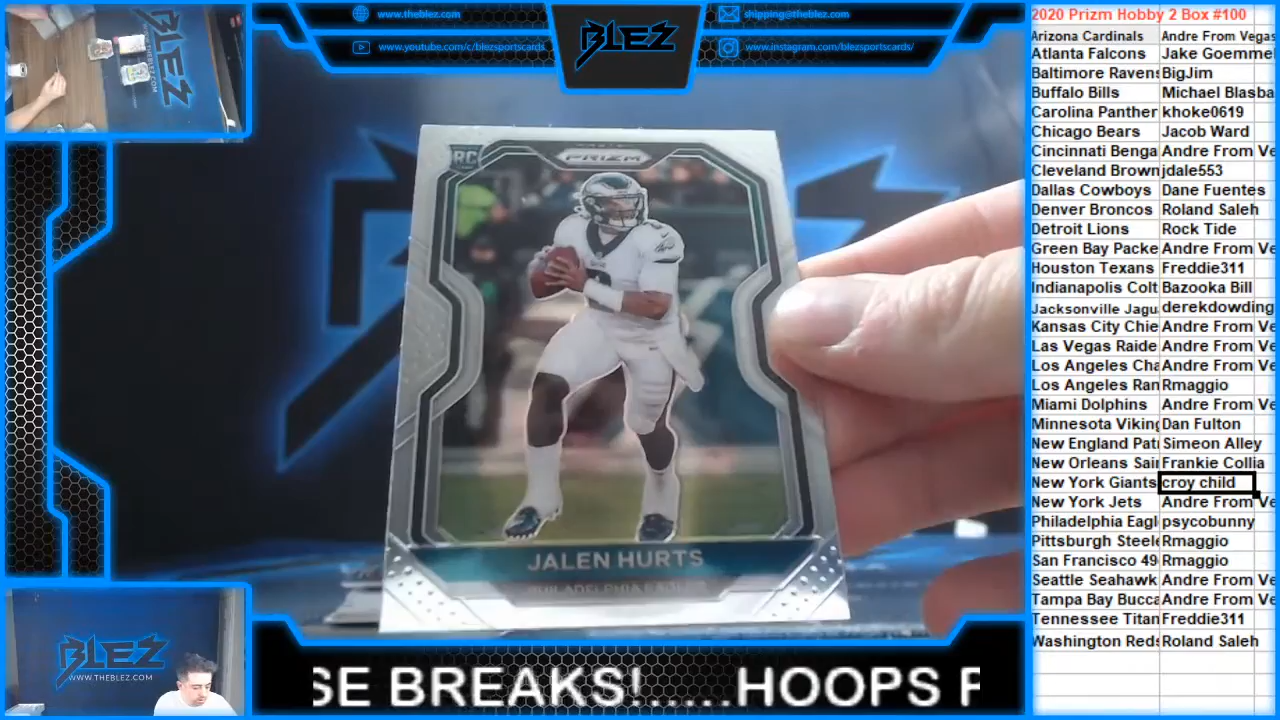 www.theblez.com
shipping@theblez.com
www.youtube.com/c/blezsportscards/
www.instagram.com/blezsportscards/
BLEZ
RC
PRIZM
JALEN HURTS
PHILADELPHIA EAGLES
BLEZ
WWW.THEBLEZ.COM
SE BREAKS!.....HOOPS F
2020 Prizm Hobby 2 Box #100
Arizona Cardinals Andre From Vegas
Atlanta Falcons Jake Goemme
Baltimore Ravens BigJim
Buffalo Bills Michael Blasba
Carolina Panther khoke0619
Chicago Bears Jacob Ward
Cincinnati Benga Andre From Ve
Cleveland Brown jdale553
Dallas Cowboys Dane Fuentes
Denver Broncos Roland Saleh
Detroit Lions Rock Tide
Green Bay Packe Andre From Ve
Houston Texans Freddie311
Indianapolis Colt Bazooka Bill
Jacksonville Jagu derekdowding
Kansas City Chie Andre From Ve
Las Vegas Raide Andre From Ve
Los Angeles Cha Andre From Ve
Los Angeles Ran Rmaggio
Miami Dolphins Andre From Ve
Minnesota Viking Dan Fulton
New England Pat Simeon Alley
New Orleans Sai Frankie Collia
New York Giants croy child
New York Jets Andre From Ve
Philadelphia Eagl psycobunny
Pittsburgh Steele Rmaggio
San Francisco 49 Rmaggio
Seattle Seahawk Andre From Ve
Tampa Bay Bucca Andre From Ve
Tennessee Titan Freddie311
Washington Reds Roland Saleh